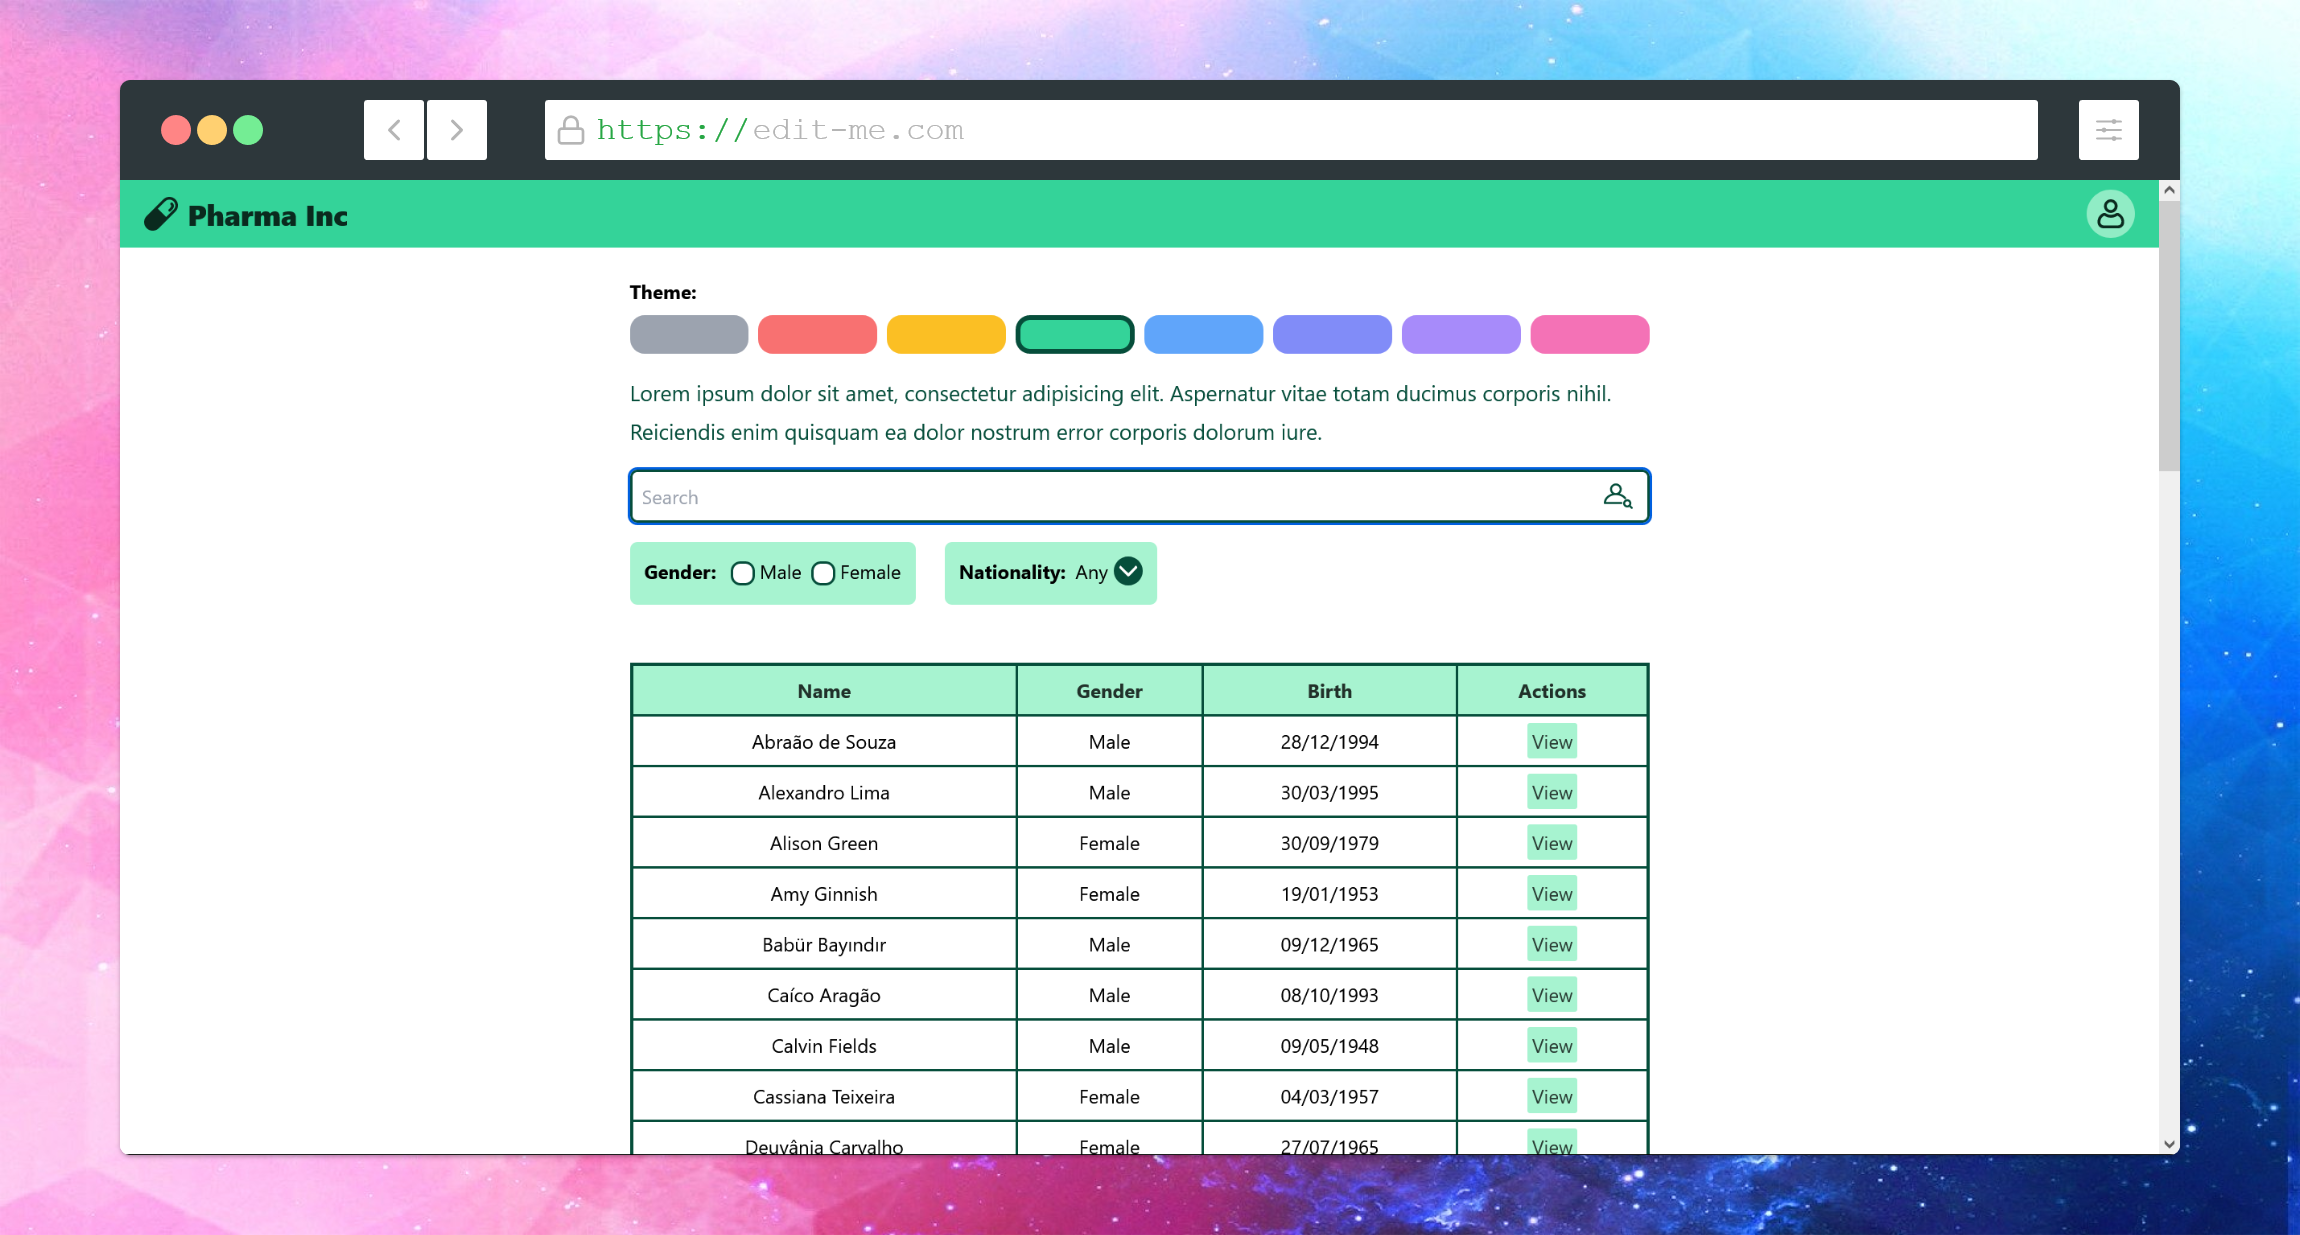 https://edit-me.com
Pharma Inc
Theme:
Lorem ipsum dolor sit amet, consectetur adipisicing elit. Aspernatur vitae totam ducimus corporis nihil.
Reiciendis enim quisquam ea dolor nostrum error corporis dolorum iure.
Search
Gender: Male Female Nationality: Any
Name Gender Birth Actions
Abraão de Souza Male 28/12/1994 View
Alexandro Lima Male 30/03/1995 View
Alison Green Female 30/09/1979 View
Amy Ginnish Female 19/01/1953 View
Babür Bayındır Male 09/12/1965 View
Caíco Aragão Male 08/10/1993 View
Calvin Fields Male 09/05/1948 View
Cassiana Teixeira Female 04/03/1957 View
Deuvânia Carvalho Female 27/07/1965 View